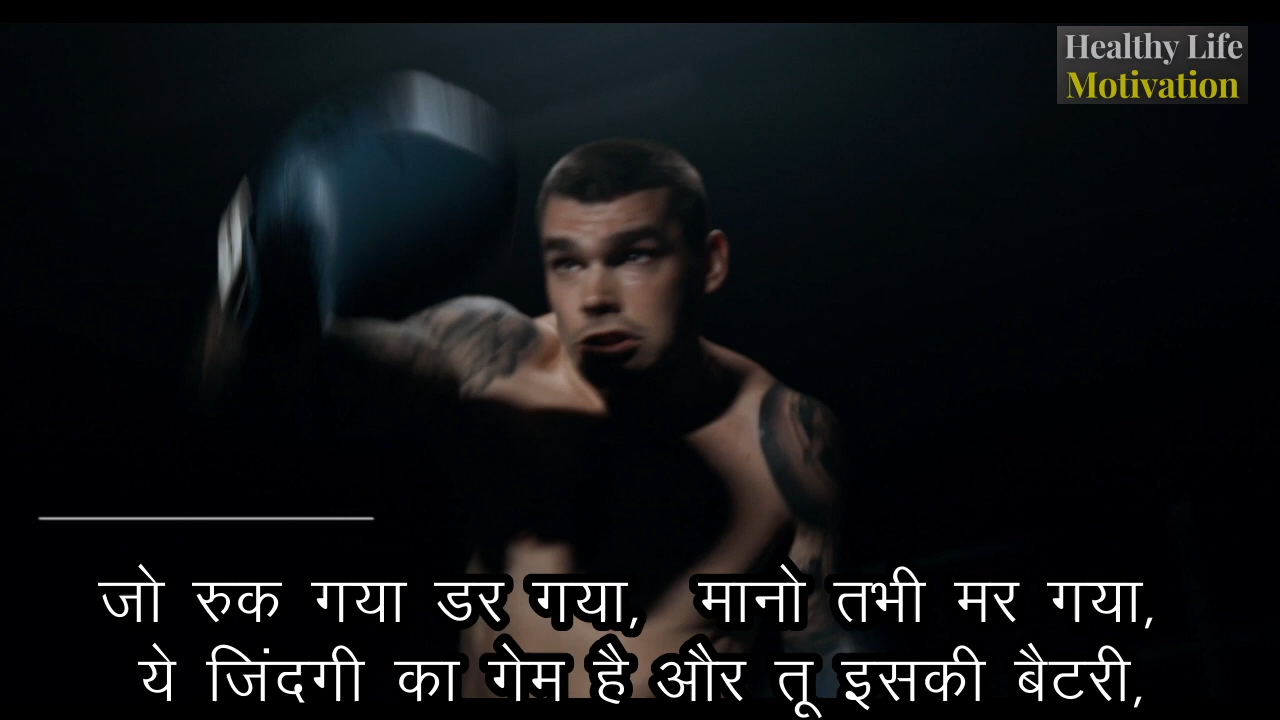 Healthy Life
Motivation
जो रुक गया डर गया, मानो तभी मर गया,
ये जिंदगी का गेम है और तू इसकी बैटरी,